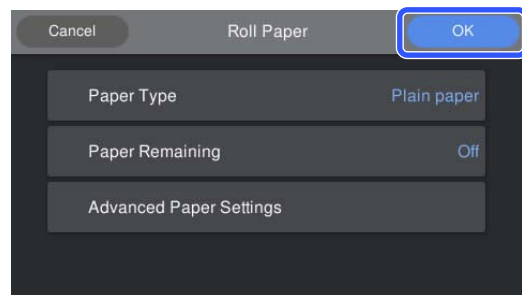 Cancel Roll Paper OK
Paper Type Plain paper
Paper Remaining Off
Advanced Paper Settings